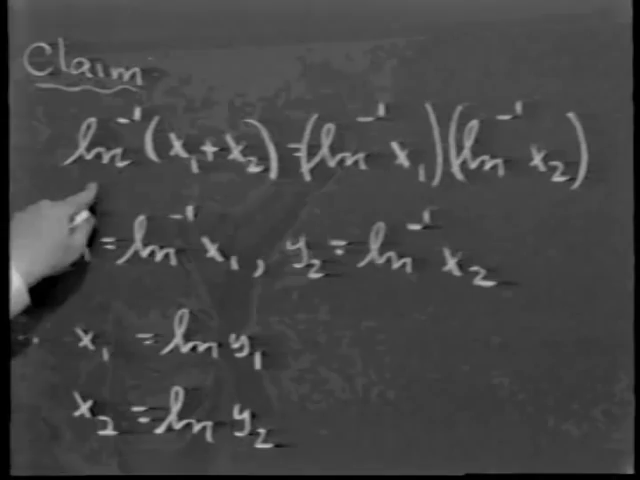 Claim
ln⁻¹(x₁+x₂)=(ln⁻¹ x₁)(ln⁻¹ x₂)
₁=ln⁻¹ x₁, y₂=ln⁻¹ x₂
∴ x₁ =ln y₁
x₂=ln y₂